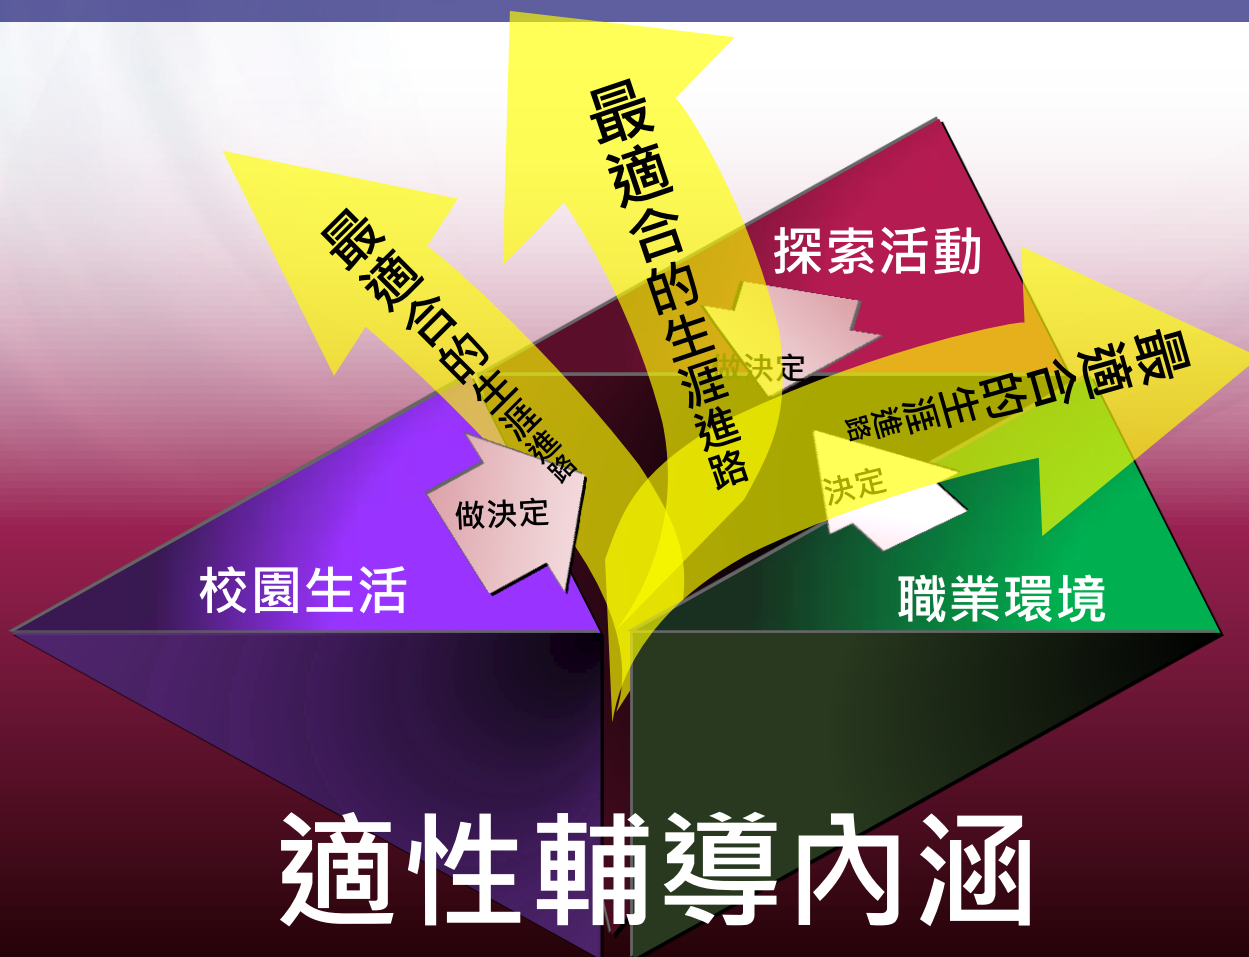 最適合的生涯進路
最適合的生涯進路
探索活動
最適合的生涯進路
做決定
決定
做決定
校園生活
職業環境
適性輔導內涵